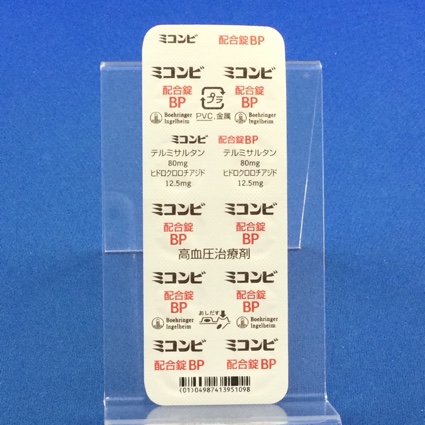 ミコンビ 配合錠BP
ミコンビ ミコンビ
配合錠 配合錠
BP BP
プラ
Boehringer Ingelheim PVC,金属 Boehringer Ingelheim
ミコンビ 配合錠BP
テルミサルタン テルミサルタン
80mg 80mg
ヒドロクロロチアジド ヒドロクロロチアジド
12.5mg 12.5mg
ミコンビ ミコンビ
配合錠 配合錠
BP BP
高血圧治療剤
ミコンビ ミコンビ
配合錠 配合錠
BP BP
おしだす
Boehringer Ingelheim Boehringer Ingelheim
ミコンビ ミコンビ
配合錠BP 配合錠BP
(01)04987413951098